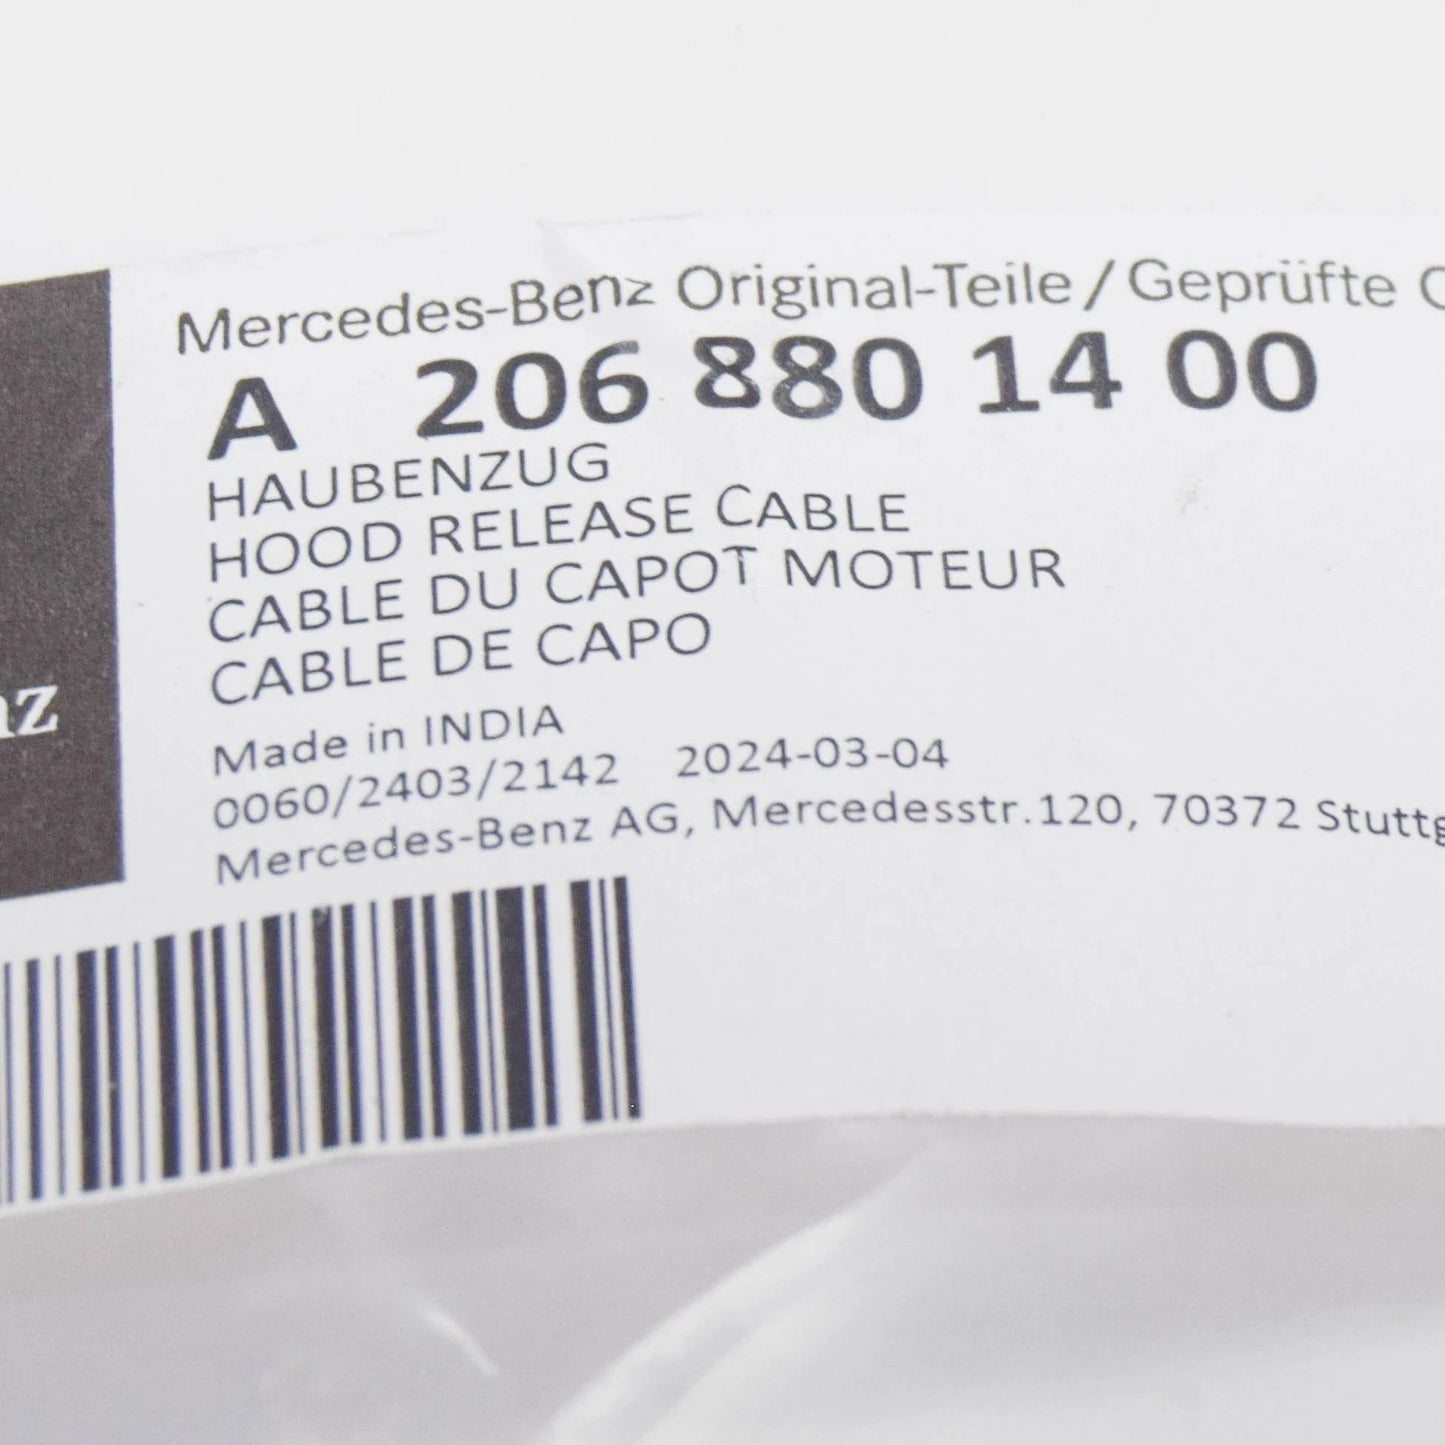 Mercedes-Benz Original-Teile/Geprüfte
A 206 880 14 00
HAUBENZUG
HOOD RELEASE CABLE
CABLE DU CAPOT MOTEUR
CABLE DE CAPO
Made in INDIA
0060/2403/2142 2024-03-04
Mercedes-Benz AG, Mercedesstr.120, 70372 Stuttg